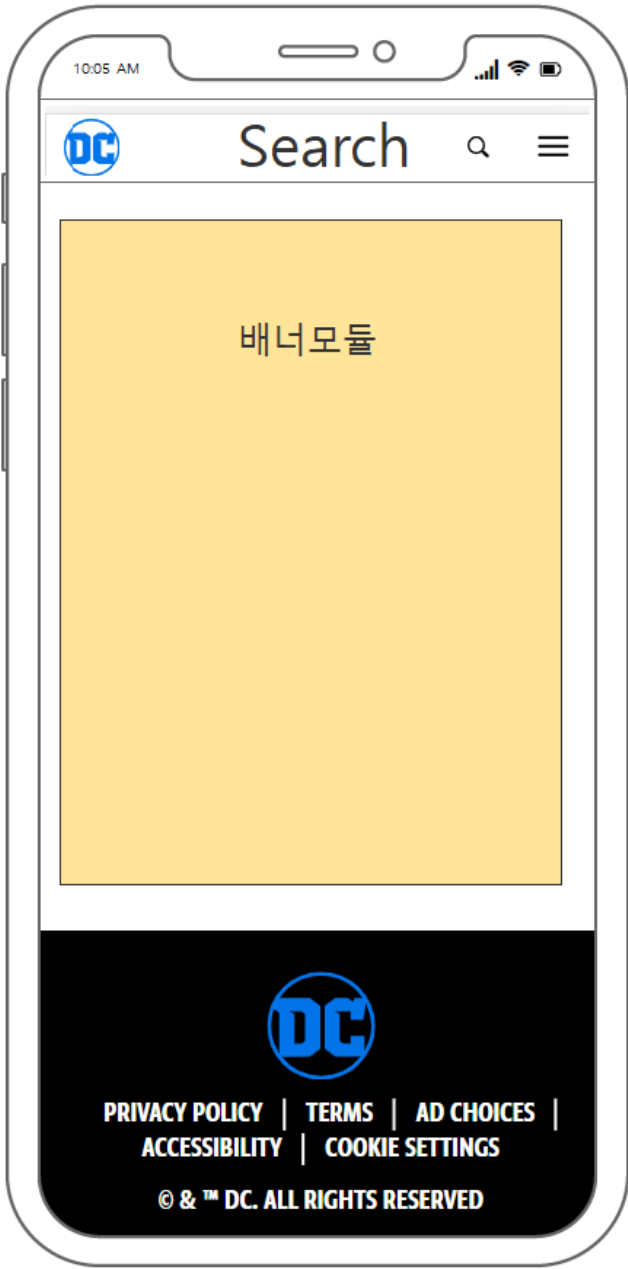 10:05 AM
DC Search
배너모듈
DC
PRIVACY POLICY | TERMS | AD CHOICES |
ACCESSIBILITY | COOKIE SETTINGS
© & ™ DC. ALL RIGHTS RESERVED